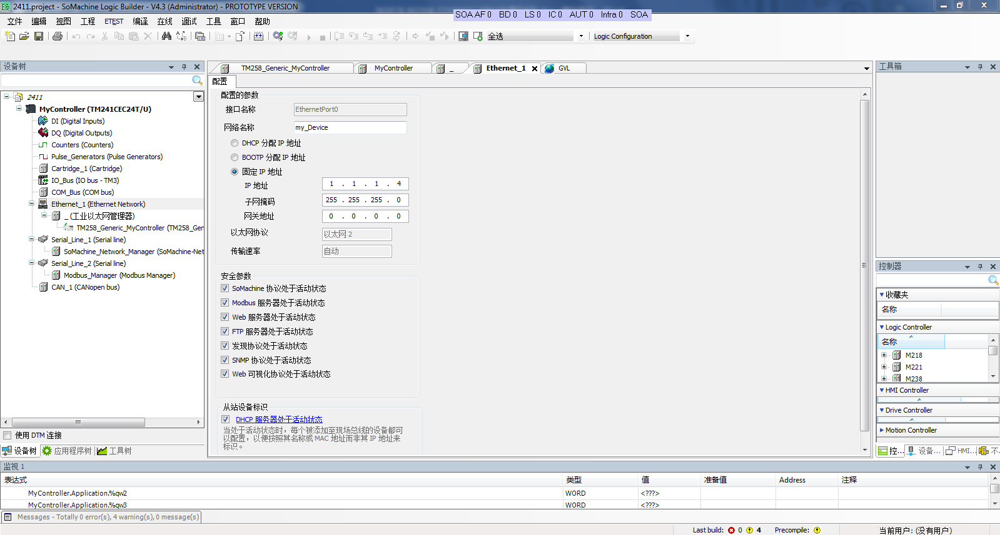 2411.project - SoMachine Logic Builder - V4.3 (Administrator) - PROTOTYPE VERSION
SOA AF 0 BD 0 LS 0 IC 0 AUT 0 Infra 0 SOA
文件 编辑 视图 工程 ETEST 编译 在线 调试 工具 窗口 帮助
全选
Logic Configuration
设备树
2411
MyController (TM241CEC24T/U)
DI (Digital Inputs)
DQ (Digital Outputs)
Counters (Counters)
Pulse_Generators (Pulse Generators)
Cartridge_1 (Cartridge)
IO_Bus (IO bus - TM3)
COM_Bus (COM bus)
Ethernet_1 (Ethernet Network)
_ (工业以太网管理器)
TM258_Generic_MyController (TM258_Gen
Serial_Line_1 (Serial line)
SoMachine_Network_Manager (SoMachine-Net
Serial_Line_2 (Serial line)
Modbus_Manager (Modbus Manager)
CAN_1 (CANopen bus)
使用 DTM 连接
设备树 应用程序树 工具树
TM258_Generic_MyController MyController _ Ethernet_1 GVL
配置
配置的参数
接口名称 EthernetPort0
网络名称 my_Device
DHCP 分配 IP 地址
BOOTP 分配 IP 地址
固定 IP 地址
IP 地址 1 . 1 . 1 . 4
子网掩码 255 . 255 . 255 . 0
网关地址 0 . 0 . 0 . 0
以太网协议 以太网 2
传输速率 自动
安全参数
SoMachine 协议处于活动状态
Modbus 服务器处于活动状态
Web 服务器处于活动状态
FTP 服务器处于活动状态
发现协议处于活动状态
SNMP 协议处于活动状态
Web 可视化协议处于活动状态
从站设备标识
DHCP 服务器处于活动状态
当处于活动状态时，每个被添加至现场总线的设备都可
以配置，以便按照其名称或 MAC 地址而非其 IP 地址来
标识。
工具箱
控制器
收藏夹
名称
Logic Controller
名称
M218
M221
M238
HMI Controller
Drive Controller
Motion Controller
控... 设备... HMI... 不.
监视 1
表达式 类型 值 准备值 Address 注释
MyController.Application.%qw2 WORD <???>
MyController.Application.%qw3 WORD <???>
Messages - Totally 0 error(s), 4 warning(s), 0 message(s)
Last build: 0 4 Precompile: 当前用户: (没有用户)